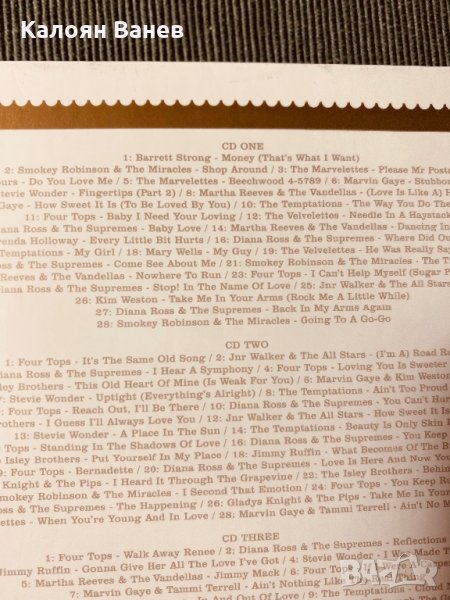 Калоян Ванев
CD ONE
1: Barrett Strong - Money (That's What I Want)
2: Smokey Robinson & The Miracles - Shop Around / 3: The Marvelettes - Please Mr Posta
ours - Do You Love Me / 5: The Marvelettes - Beechwood 4-5789 / 6: Marvin Gaye - Stubbor
Stevie Wonder - Fingertips (Part 2) / 8: Martha Reeves & The Vandellas - (Love Is Like A) H
Gaye - How Sweet It Is (To Be Loved By You) / 10: The Temptations - The Way You Do The
11: Four Tops - Baby I Need Your Loving / 12: The Velvelettes - Needle In A Haystack
ana Ross & The Supremes - Baby Love / 14: Martha Reeves & The Vandellas - Dancing In
renda Holloway - Every Little Bit Hurts / 16: Diana Ross & The Supremes - Where Did Our
Temptations - My Girl / 18: Mary Wells - My Guy / 19: The Velvelettes - He Was Really Say
oss & The Supremes - Come See About Me / 21: Smokey Robinson & The Miracles - The T
Reeves & The Vandellas - Nowhere To Run / 23: Four Tops - I Can't Help Myself (Sugar P
Diana Ross & The Supremes - Stop! In The Name Of Love / 25: Jnr Walker & The All Stars
26: Kim Weston - Take Me In Your Arms (Rock Me A Little While)
27: Diana Ross & The Supremes - Back In My Arms Again
28: Smokey Robinson & The Miracles - Going To A Go-Go
CD TWO
1: Four Tops - It's The Same Old Song / 2: Jnr Walker & The All Stars - (I'm A) Road Ru
Diana Ross & The Supremes - I Hear A Symphony / 4: Four Tops - Loving You Is Sweeter
sley Brothers - This Old Heart Of Mine (Is Weak For You) / 6: Marvin Gaye & Kim Weston
7: Stevie Wonder - Uptight (Everything's Alright) / 8: The Temptations - Ain't Too Proud
Four Tops - Reach Out, I'll Be There / 10: Diana Ross & The Supremes - You Can't Hur
rothers - I Guess I'll Always Love You / 12: Jnr Walker & The All Stars - How Sweet It Is
13: Stevie Wonder - A Place In The Sun / 14: The Temptations - Beauty Is Only Skin
Tops - Standing In The Shadows Of Love / 16: Diana Ross & The Supremes - You Keep
Isley Brothers - Put Yourself In My Place / 18: Jimmy Ruffin - What Becomes Of The B
Four Tops - Bernadette / 20: Diana Ross & The Supremes - Love Is Here And Now You
Knight & The Pips - I Heard It Through The Grapevine / 22: The Isley Brothers - Behin
Smokey Robinson & The Miracles - I Second That Emotion / 24: Four Tops - You Keep Run
oss & The Supremes - The Happening / 26: Gladys Knight & The Pips - Take Me In You
velettes - When You're Young And In Love / 28: Marvin Gaye & Tammi Terrell - Ain't No M
CD THREE
1: Four Tops - Walk Away Renee / 2: Diana Ross & The Supremes - Reflections
Jimmy Ruffin - Gonna Give Her All The Love I've Got / 4: Stevie Wonder - I Was Made T
5: Martha Reeves & The Vandellas - Jimmy Mack / 6: Four Tops
7: Marvin Gaye & Tammi Terrell - Ain't Nothing Like